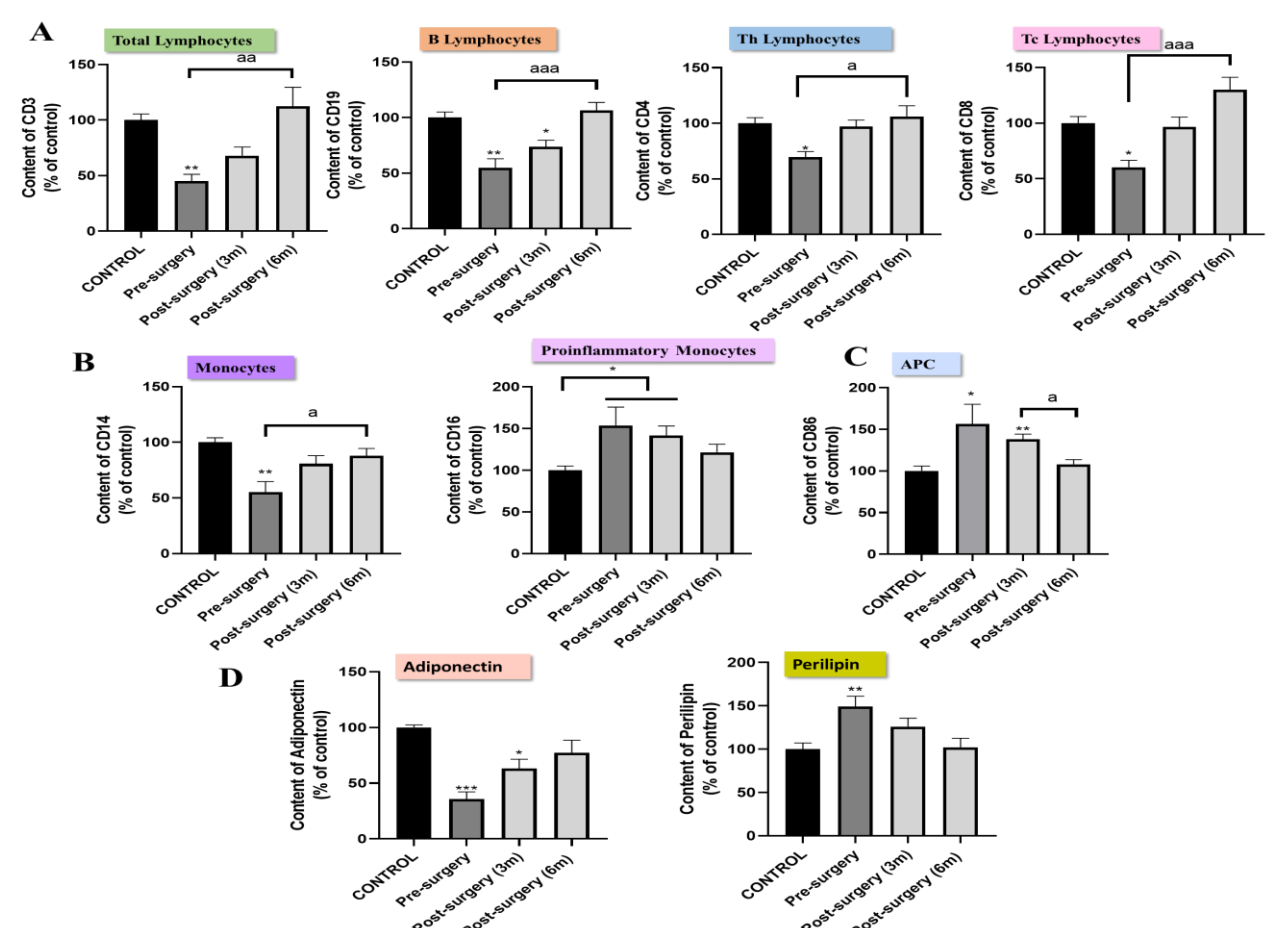 A
Total Lymphocytes
B Lymphocytes
Th Lymphocytes
Tc Lymphocytes
Content of CD3
(% of control)
150
100
50
0
aa
**
CONTROL
Pre-surgery
Post-surgery (3m)
Post-surgery (6m)
Content of CD19
(% of control)
150
100
50
0
aaa
**
*
CONTROL
Pre-surgery
Post-surgery (3m)
Post-surgery (6m)
Content of CD4
(% of control)
150
100
50
0
a
*
CONTROL
Pre-surgery
Post-surgery (3m)
Post-surgery (6m)
Content of CD8
(% of control)
150
100
50
0
aaa
*
CONTROL
Pre-surgery
Post-surgery (3m)
Post-surgery (6m)
B
Monocytes
Content of CD14
(% of control)
150
100
50
0
a
**
CONTROL
Pre-surgery
Post-surgery (3m)
Post-surgery (6m)
Proinflammatory Monocytes
Content of CD16
(% of control)
200
150
100
50
0
*
CONTROL
Pre-surgery
Post-surgery (3m)
Post-surgery (6m)
C
APC
Content of CD86
(% of control)
200
150
100
50
0
*
**
a
CONTROL
Pre-surgery
Post-surgery (3m)
Post-surgery (6m)
D
Adiponectin
Content of Adiponectin
(% of control)
150
100
50
0
***
*
CONTROL
Pre-surgery
Post-surgery (3m)
Post-surgery (6m)
Perilipin
Content of Perilipin
(% of control)
200
150
100
50
0
**
CONTROL
Pre-surgery
Post-surgery (3m)
Post-surgery (6m)